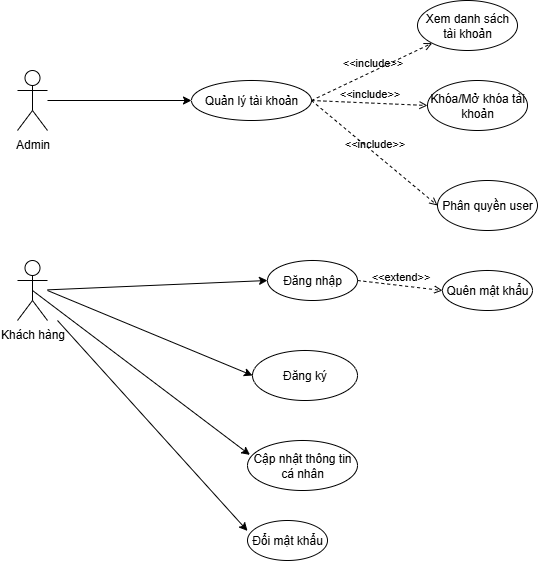 Xem danh sách
tài khoản
<<include>>
Quản lý tài khoản
<<include>>
Khóa/Mở khóa tài
khoản
Admin
<<include>>
Phân quyền user
Đăng nhập
<<extend>>
Quên mật khẩu
Khách hàng
Đăng ký
Cập nhật thông tin
cá nhân
Đổi mật khẩu